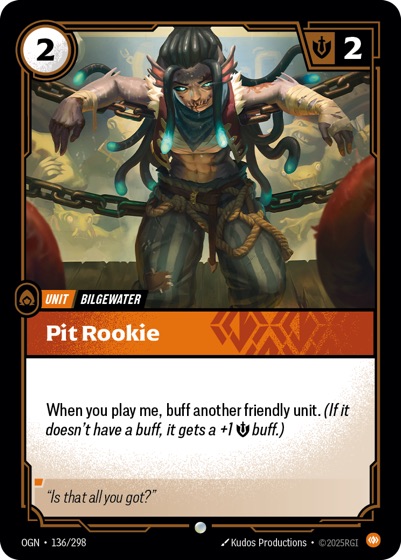 2
2
UNIT BILGEWATER
Pit Rookie
When you play me, buff another friendly unit. (If it
doesn't have a buff, it gets a +1 buff.)
"Is that all you got?"
OGN • 136/298
Kudos Productions • ©2025RGI